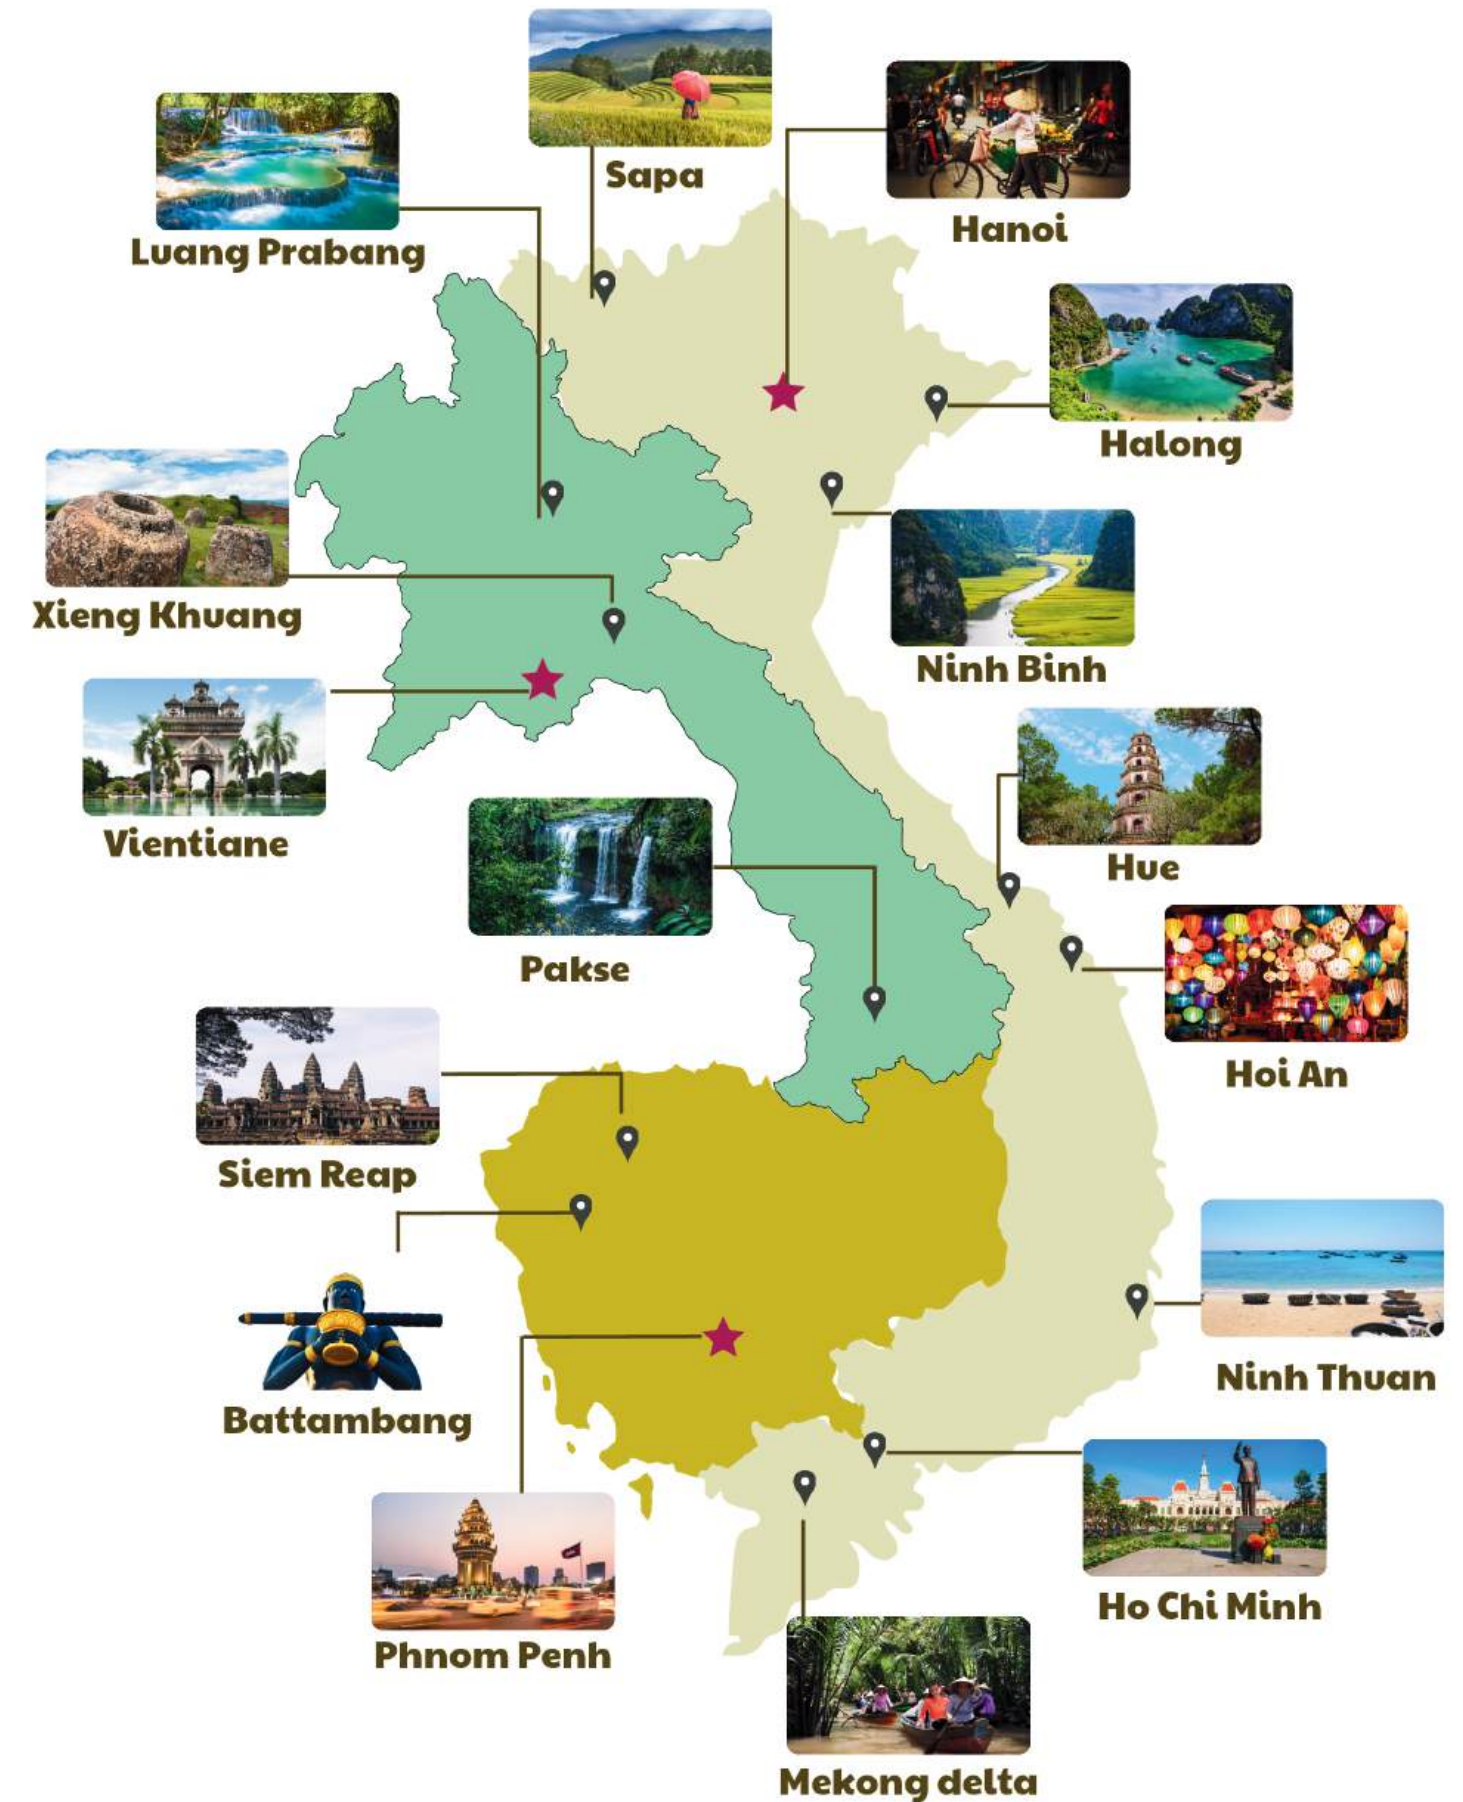 Sapa
Hanoi
Luang Prabang
Halong
Xieng Khuang
Ninh Binh
Vientiane
Hue
Pakse
Hoi An
Siem Reap
Ninh Thuan
Battambang
Ho Chi Minh
Phnom Penh
Mekong delta